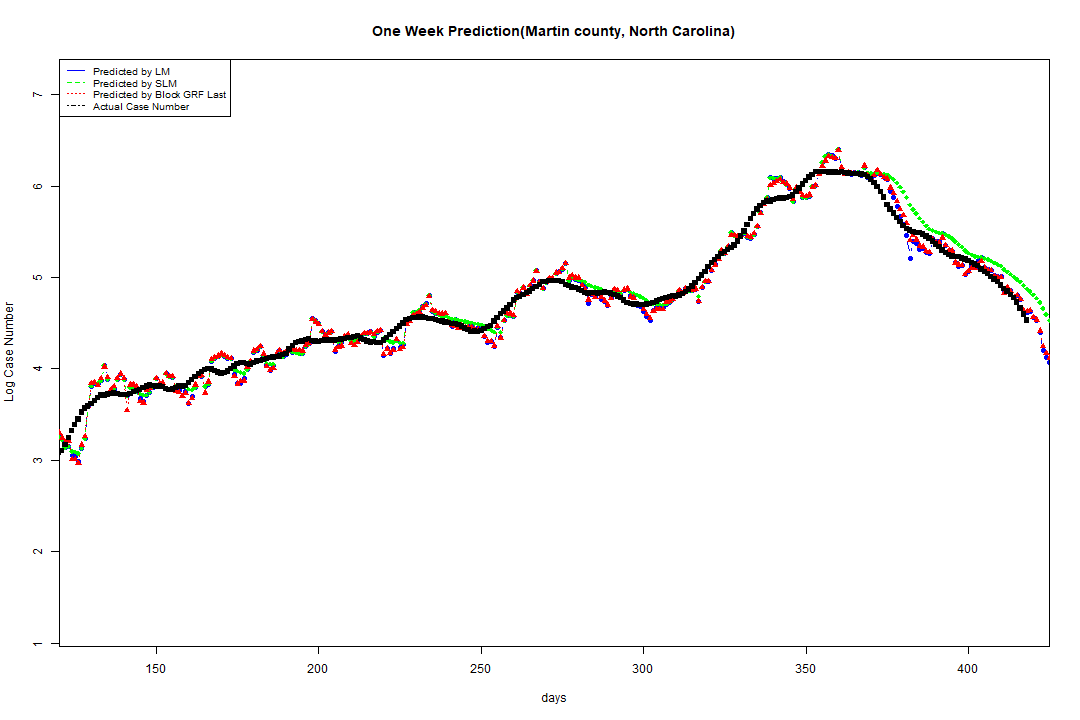 One Week Prediction(Martin county, North Carolina)
Predicted by LM
Predicted by SLM
Predicted by Block GRF Last
Actual Case Number
Log Case Number
7
6
5
4
3
2
1
150 200 250 300 350 400
days